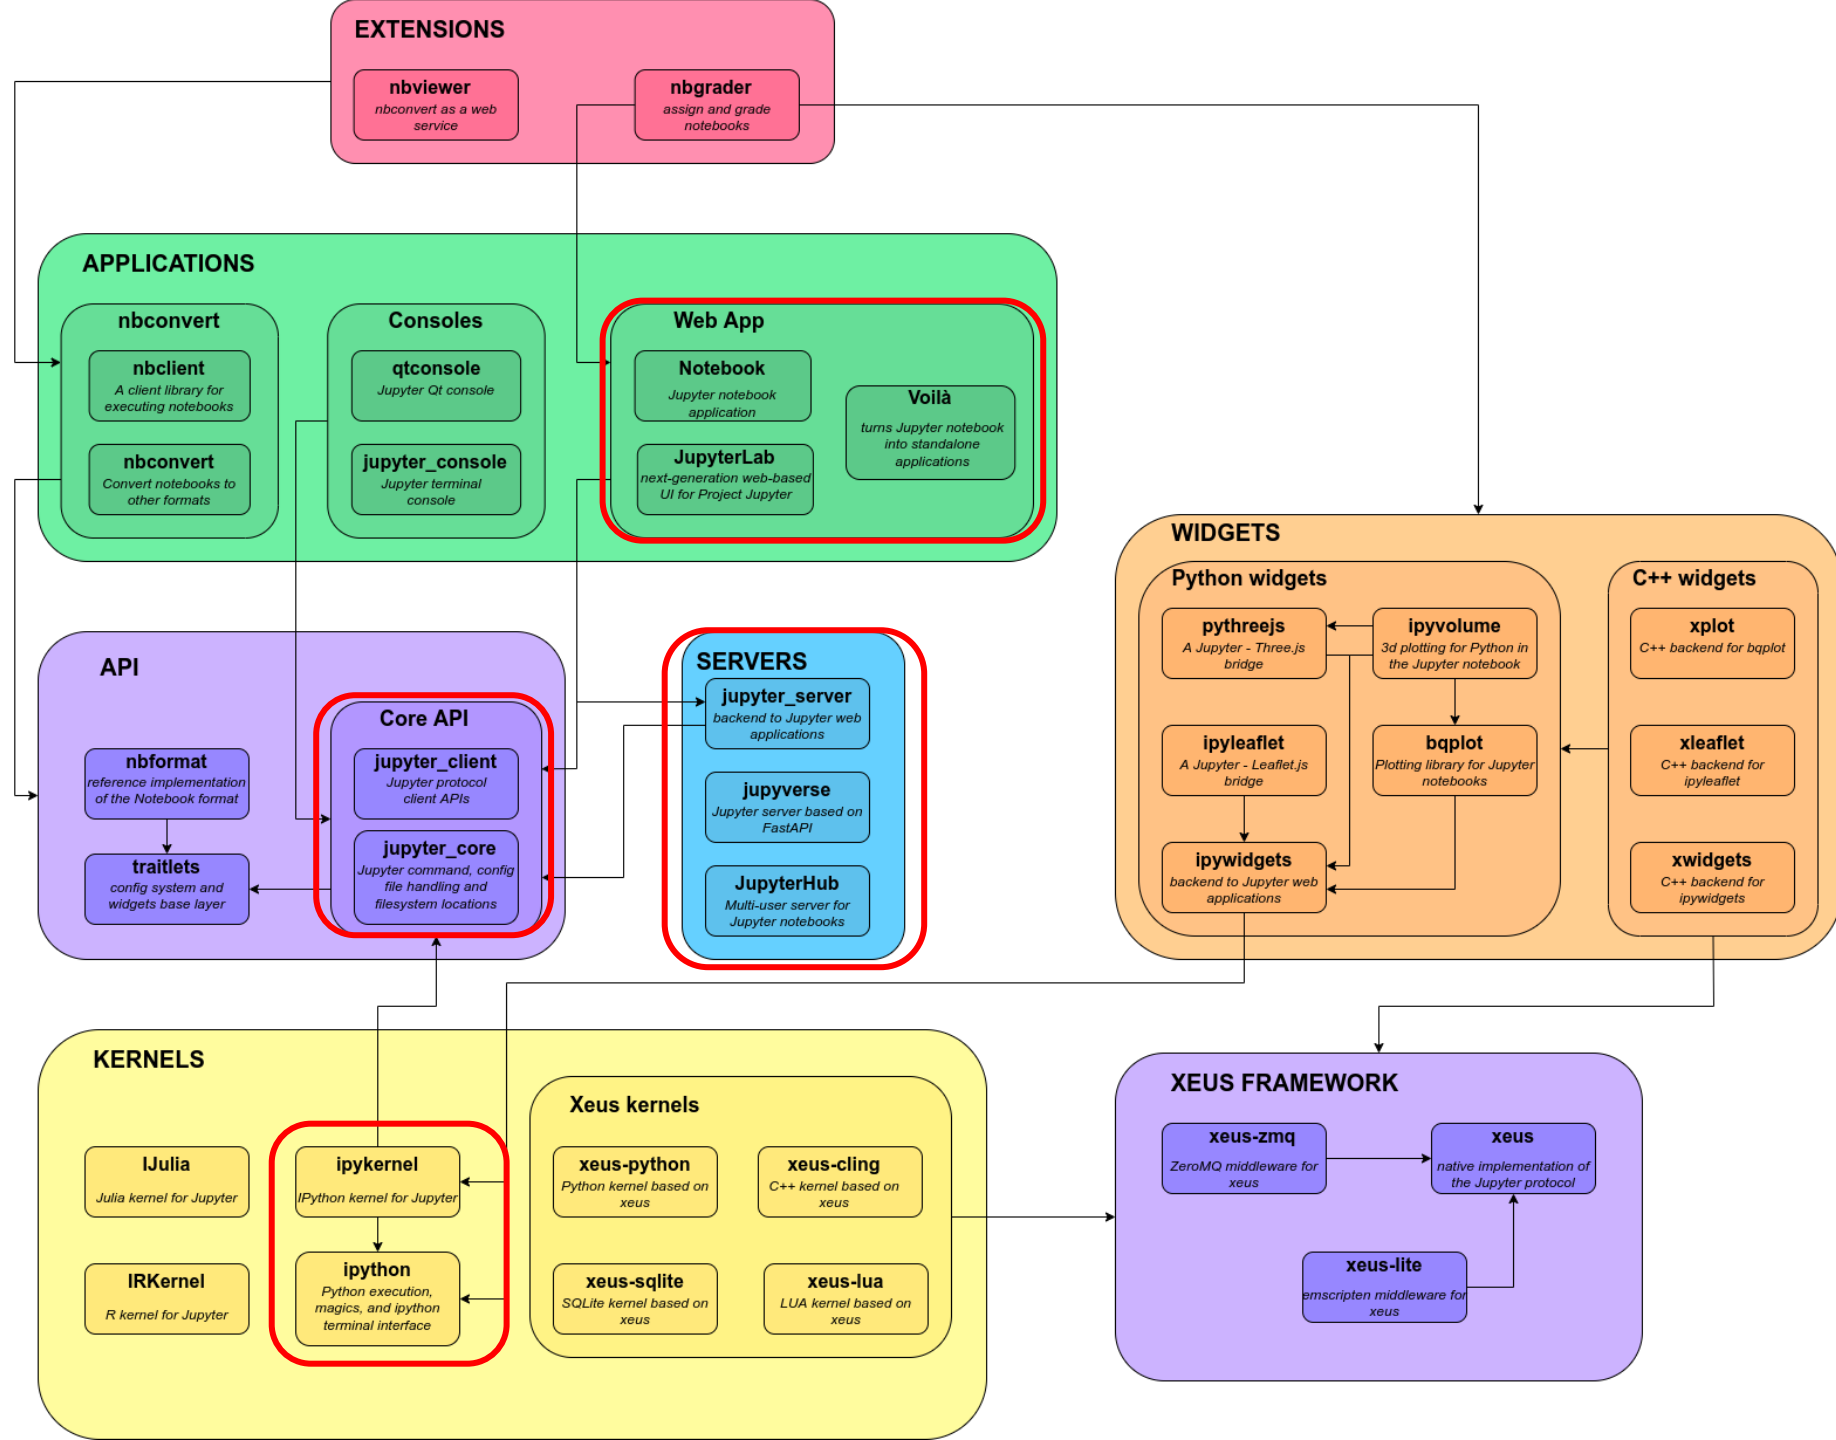 EXTENSIONS
nbviewer
nbconvert as a web
service
nbgrader
assign and grade
notebooks
APPLICATIONS
nbconvert
nbclient
A client library for
executing notebooks
nbconvert
Convert notebooks to
other formats
Consoles
qtconsole
Jupyter Qt console
jupyter_console
Jupyter terminal
console
Web App
Notebook
Jupyter notebook
application
JupyterLab
next-generation web-based
UI for Project Jupyter
Voilà
turns Jupyter notebook
into standalone
applications
API
nbformat
reference implementation
of the Notebook format
traitlets
config system and
widgets base layer
Core API
jupyter_client
Jupyter protocol
client APIs
jupyter_core
Jupyter command, config
file handling and
filesystem locations
SERVERS
jupyter_server
backend to Jupyter web
applications
jupyverse
Jupyter server based on
FastAPI
JupyterHub
Multi-user server for
Jupyter notebooks
WIDGETS
Python widgets
pythreejs
A Jupyter - Three.js
bridge
ipyvolume
3d plotting for Python in
the Jupyter notebook
ipyleaflet
A Jupyter - Leaflet.js
bridge
bqplot
Plotting library for Jupyter
notebooks
ipywidgets
backend to Jupyter web
applications
C++ widgets
xplot
C++ backend for bqplot
xleaflet
C++ backend for
ipyleaflet
xwidgets
C++ backend for
ipywidgets
KERNELS
IJulia
Julia kernel for Jupyter
IRKernel
R kernel for Jupyter
ipykernel
IPython kernel for Jupyter
ipython
Python execution,
magics, and ipython
terminal interface
Xeus kernels
xeus-python
Python kernel based on
xeus
xeus-cling
C++ kernel based on
xeus
xeus-sqlite
SQLite kernel based on
xeus
xeus-lua
LUA kernel based on
xeus
XEUS FRAMEWORK
xeus-zmq
ZeroMQ middleware for
xeus
xeus
native implementation of
the Jupyter protocol
xeus-lite
emscripten middleware for
xeus